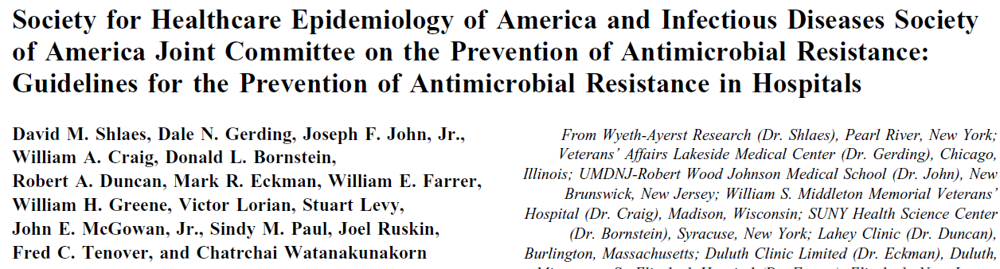 Society for Healthcare Epidemiology of America and Infectious Diseases Society
of America Joint Committee on the Prevention of Antimicrobial Resistance:
Guidelines for the Prevention of Antimicrobial Resistance in Hospitals
David M. Shlaes, Dale N. Gerding, Joseph F. John, Jr.,
William A. Craig, Donald L. Bornstein,
Robert A. Duncan, Mark R. Eckman, William E. Farrer,
William H. Greene, Victor Lorian, Stuart Levy,
John E. McGowan, Jr., Sindy M. Paul, Joel Ruskin,
Fred C. Tenover, and Chatrchai Watanakunakorn
From Wyeth-Ayerst Research (Dr. Shlaes), Pearl River, New York;
Veterans' Affairs Lakeside Medical Center (Dr. Gerding), Chicago,
Illinois; UMDNJ-Robert Wood Johnson Medical School (Dr. John), New
Brunswick, New Jersey; William S. Middleton Memorial Veterans'
Hospital (Dr. Craig), Madison, Wisconsin; SUNY Health Science Center
(Dr. Bornstein), Syracuse, New York; Lahey Clinic (Dr. Duncan),
Burlington, Massachusetts; Duluth Clinic Limited (Dr. Eckman), Duluth,